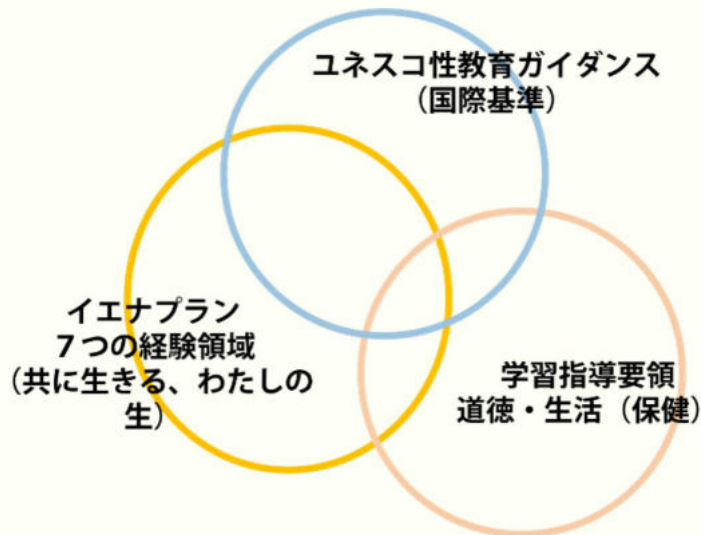 ユネスコ性教育ガイダンス
（国際基準）
イエナプラン
７つの経験領域
（共に生きる、わたしの
生）
学習指導要領
道徳・生活（保健）